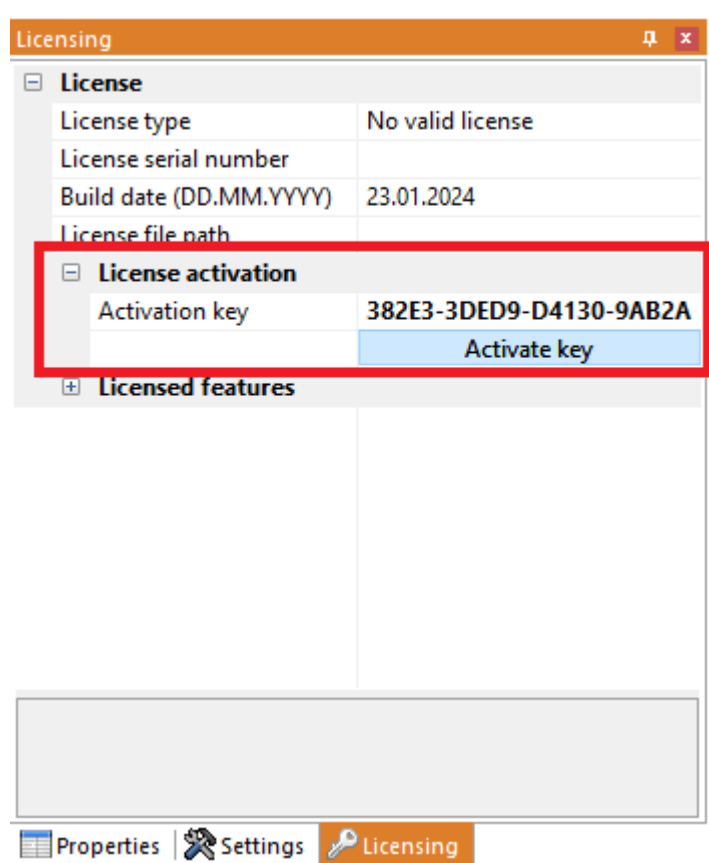 Licensing
License
License type No valid license
License serial number
Build date (DD.MM.YYYY) 23.01.2024
License file path
License activation
Activation key 382E3-3DED9-D4130-9AB2A
Activate key
Licensed features
Properties Settings Licensing